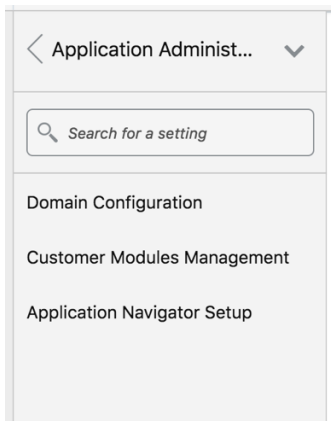 Application Administ...
Search for a setting
Domain Configuration
Customer Modules Management
Application Navigator Setup